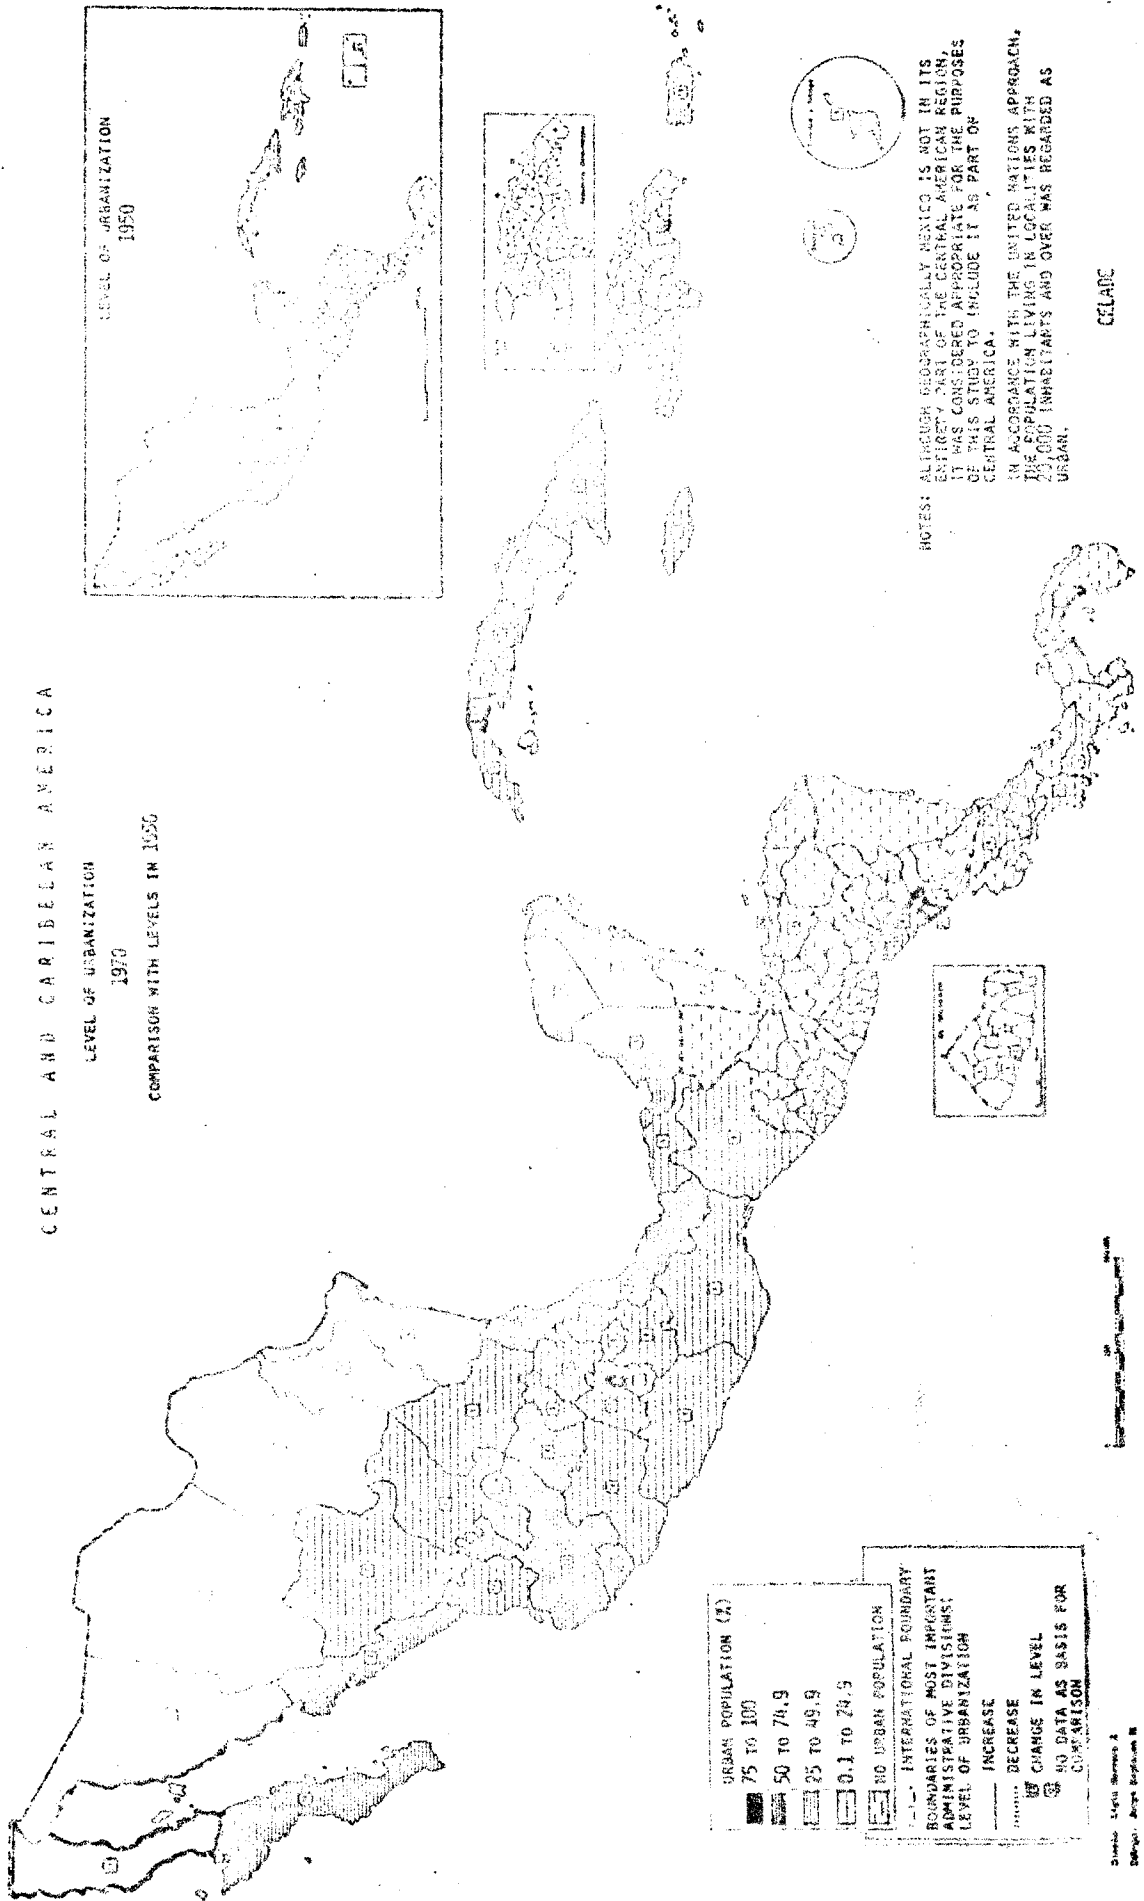 CENTRAL AND CARIBBEAN AMERICA
LEVEL OF URBANIZATION
1970
COMPARISON WITH LEVELS IN 1950
LEVEL OF URBANIZATION
1950
URBAN POPULATION (%)
75 TO 100
50 TO 74.9
25 TO 49.9
0.1 TO 24.9
NO URBAN POPULATION
INTERNATIONAL BOUNDARY
BOUNDARIES OF MOST IMPORTANT
ADMINISTRATIVE DIVISIONS:
LEVEL OF URBANIZATION
INCREASE
DECREASE
CHANGE IN LEVEL
NO DATA AS BASIS FOR
COMPARISON
NOTES: ALTHOUGH GEOGRAPHICALLY MEXICO IS NOT IN ITS
ENTIRETY PART OF THE CENTRAL AMERICAN REGION,
IT WAS CONSIDERED APPROPRIATE FOR THE PURPOSES
OF THIS STUDY TO INCLUDE IT AS PART OF
CENTRAL AMERICA.
IN ACCORDANCE WITH THE UNITED NATIONS APPROACH,
THE POPULATION LIVING IN LOCALITIES WITH
20,000 INHABITANTS AND OVER WAS REGARDED AS
URBAN.
CELADE